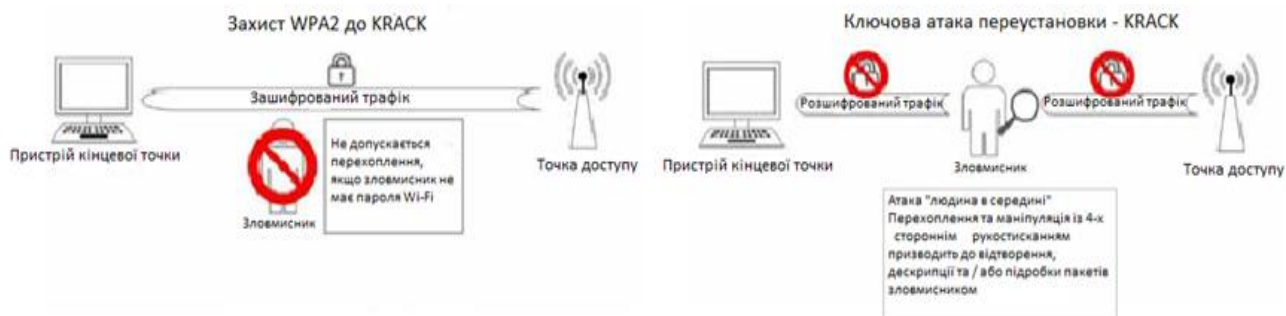 Захист WPA2 до KRACK
Зашифрований трафік
Пристрій кінцевої точки
Не допускається
перехоплення,
якщо зловмисник не
має пароля Wi-Fi
Точка доступу
Зловмисник
Ключова атака переустановки - KRACK
Розшифрований трафік
Розшифрований трафік
Пристрій кінцевої точки
Зловмисник
Точка доступу
Атака "людина в середині"
Перехоплення та маніпуляція із 4-х
стороннім рукостисканням
призводить до відтворення,
дескрипції та / або підробки пакетів
зловмисником